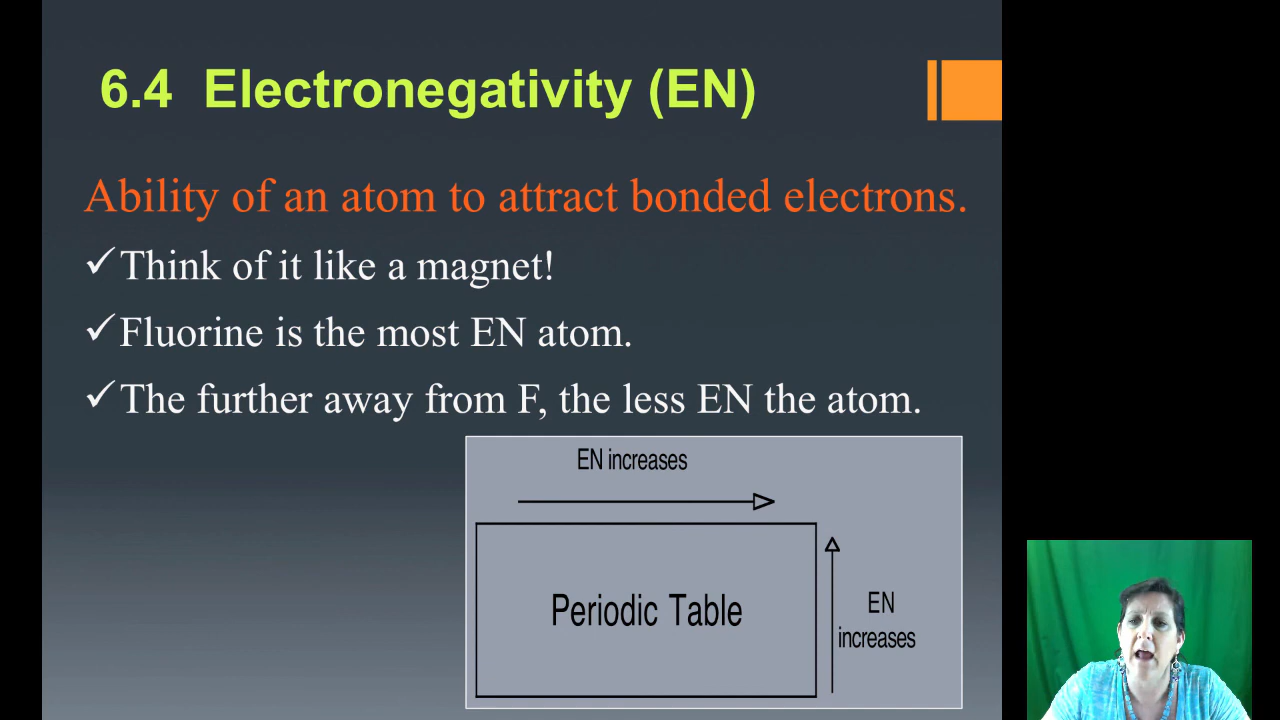 6.4 Electronegativity (EN)
Ability of an atom to attract bonded electrons.
✓Think of it like a magnet!
✓Fluorine is the most EN atom.
✓The further away from F, the less EN the atom.
EN increases
Periodic Table
EN
increases